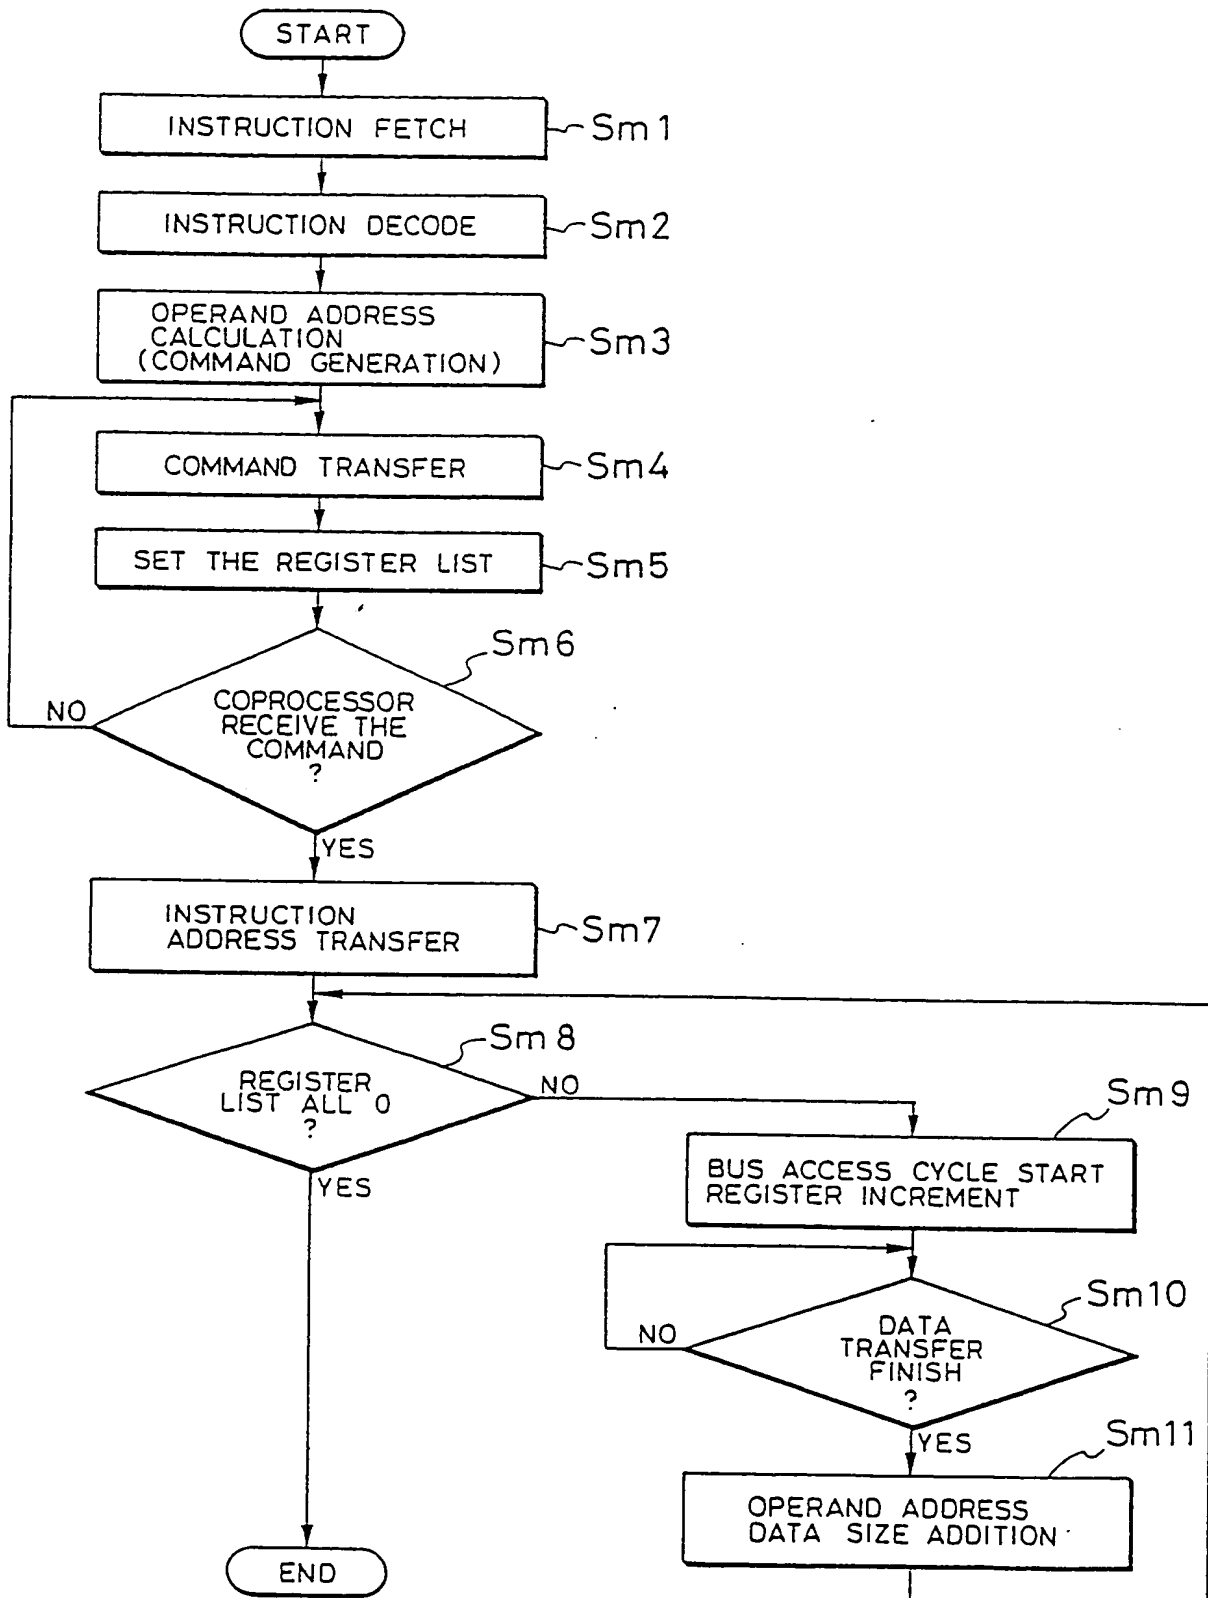 START
INSTRUCTION FETCH
Sm1
INSTRUCTION DECODE
Sm2
OPERAND ADDRESS
CALCULATION
(COMMAND GENERATION)
Sm3
COMMAND TRANSFER
Sm4
SET THE REGISTER LIST
Sm5
Sm6
COPROCESSOR
RECEIVE THE
COMMAND
?
NO
YES
INSTRUCTION
ADDRESS TRANSFER
Sm7
Sm8
REGISTER
LIST ALL 0
?
NO
YES
Sm9
BUS ACCESS CYCLE START
REGISTER INCREMENT
Sm10
DATA
TRANSFER
FINISH
?
NO
YES
Sm11
OPERAND ADDRESS
DATA SIZE ADDITION
END